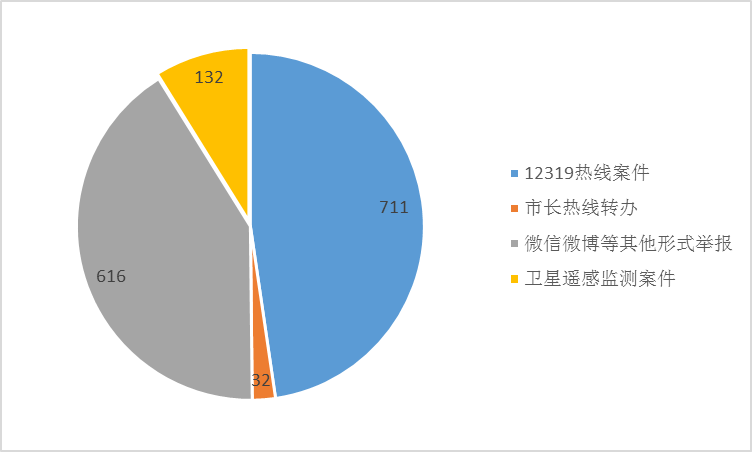 132
711
616
32
12319热线案件
市长热线转办
微信微博等其他形式举报
卫星遥感监测案件